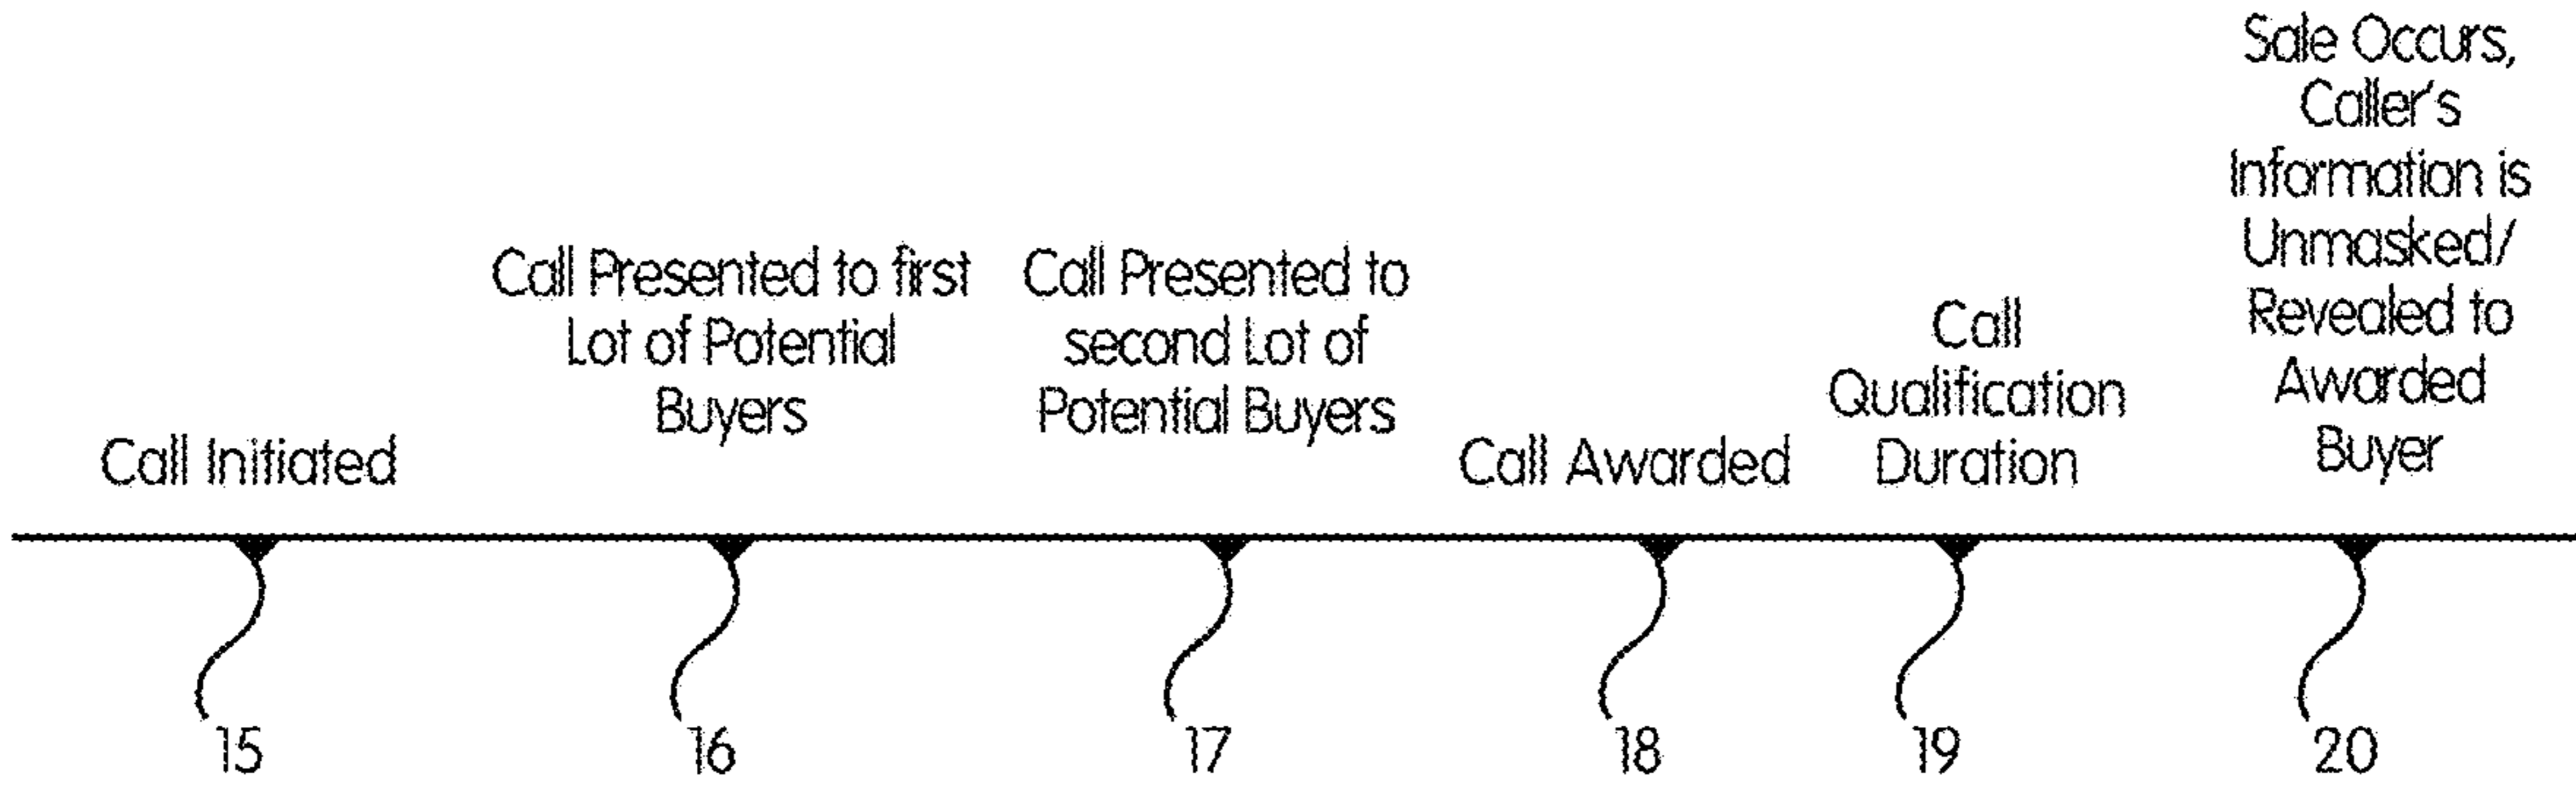 Call Initiated
Call Presented to first
Lot of Potential
Buyers
Call Presented to
second Lot of
Potential Buyers
Call Awarded
Call
Qualification
Duration
Sale Occurs,
Caller's
Information is
Unmasked/
Revealed to
Awarded
Buyer
15
16
17
18
19
20